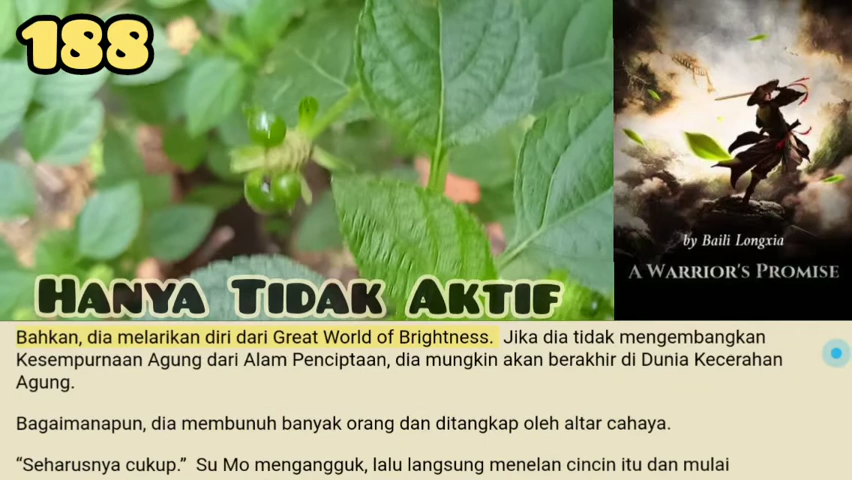 188
by Baili Longxia
A Warrior's Promise
Hanya Tidak Aktif
Bahkan, dia melarikan diri dari Great World of Brightness. Jika dia tidak mengembangkan
Kesempurnaan Agung dari Alam Penciptaan, dia mungkin akan berakhir di Dunia Kecerahan
Agung.
Bagaimanapun, dia membunuh banyak orang dan ditangkap oleh altar cahaya.
“Seharusnya cukup.” Su Mo mengangguk, lalu langsung menelan cincin itu dan mulai